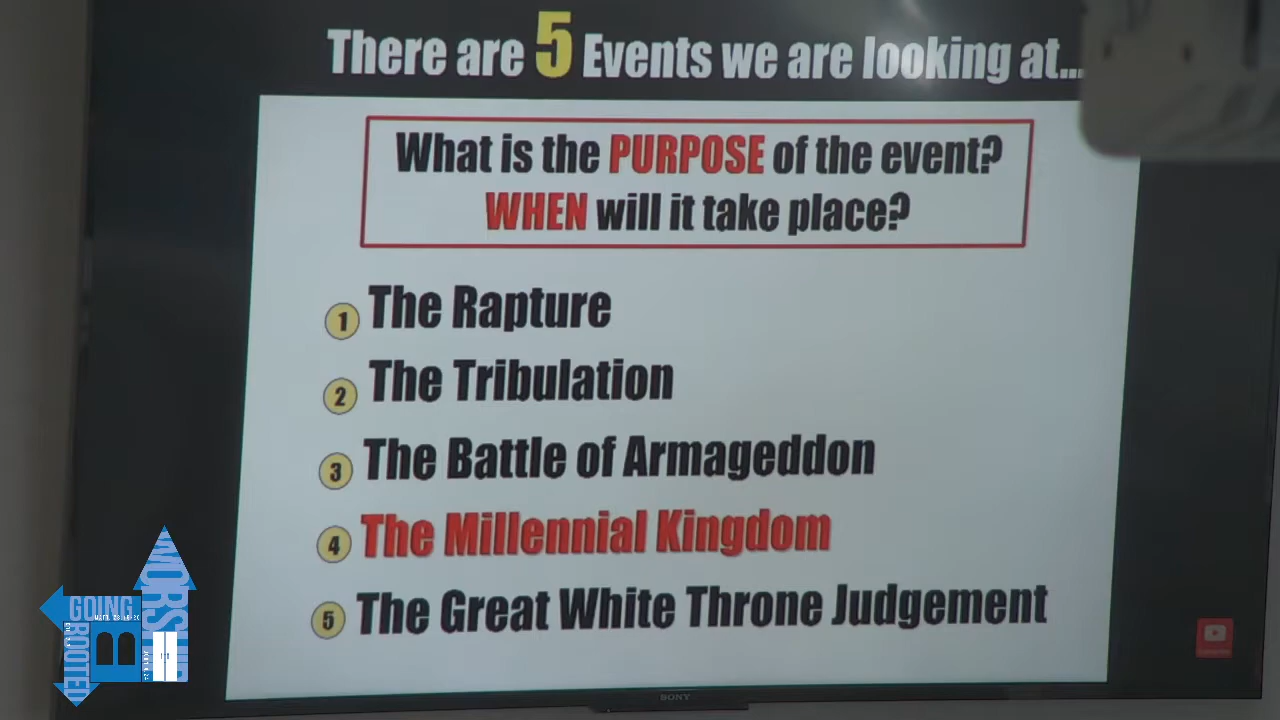 There are 5 Events we are looking at...
What is the PURPOSE of the event?
WHEN will it take place?
1 The Rapture
2 The Tribulation
3 The Battle of Armageddon
4 The Millennial Kingdom
5 The Great White Throne Judgement
SONY
GOING
ROOTED
WORSHIP